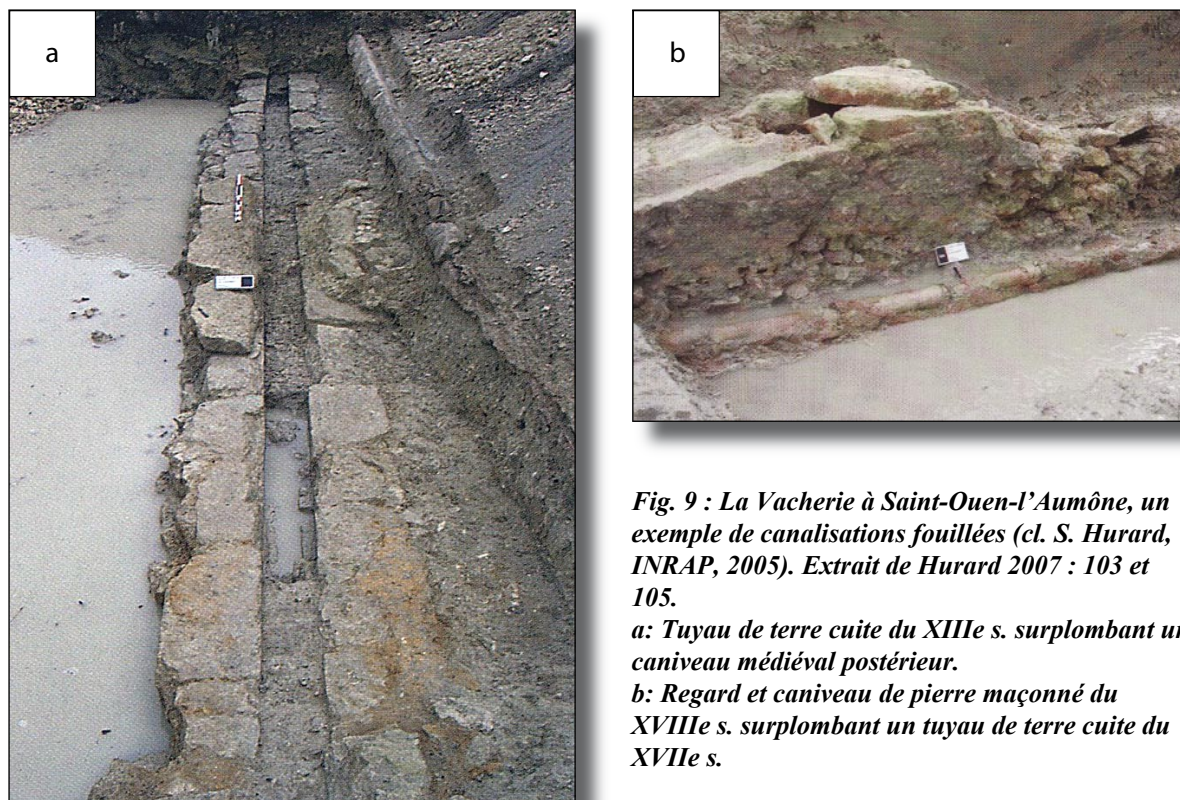 a
b
Fig. 9 : La Vacherie à Saint-Ouen-l'Aumône, un
exemple de canalisations fouillées (cl. S. Hurard,
INRAP, 2005). Extrait de Hurard 2007 : 103 et
105.
a: Tuyau de terre cuite du XIIIe s. surplombant
caniveau médiéval postérieur.
b: Regard et caniveau de pierre maçonné du
XVIIIe s. surplombant un tuyau de terre cuite du
XVIIe s.